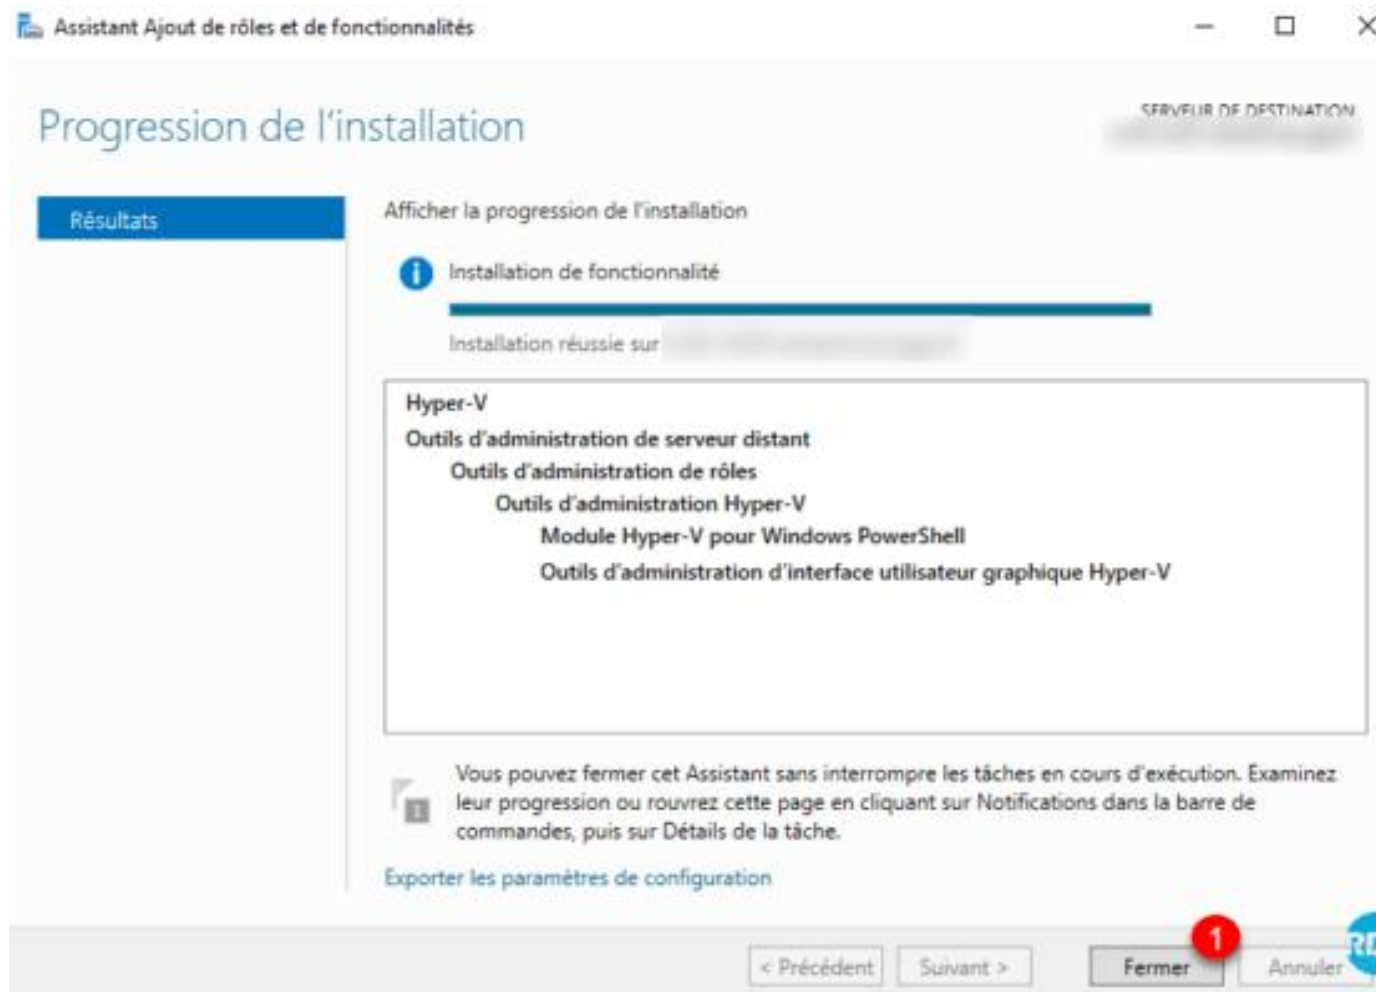 Assistant Ajout de rôles et de fonctionnalités
Progression de l'installation
SERVEUR DE DESTINATION
Résultats
Afficher la progression de l'installation
Installation de fonctionnalité
Installation réussie sur
Hyper-V
Outils d'administration de serveur distant
Outils d'administration de rôles
Outils d'administration Hyper-V
Module Hyper-V pour Windows PowerShell
Outils d'administration d'interface utilisateur graphique Hyper-V
Vous pouvez fermer cet Assistant sans interrompre les tâches en cours d'exécution. Examinez
leur progression ou rouvrez cette page en cliquant sur Notifications dans la barre de
commandes, puis sur Détails de la tâche.
Exporter les paramètres de configuration
< Précédent
Suivant >
Fermer
1
Annuler